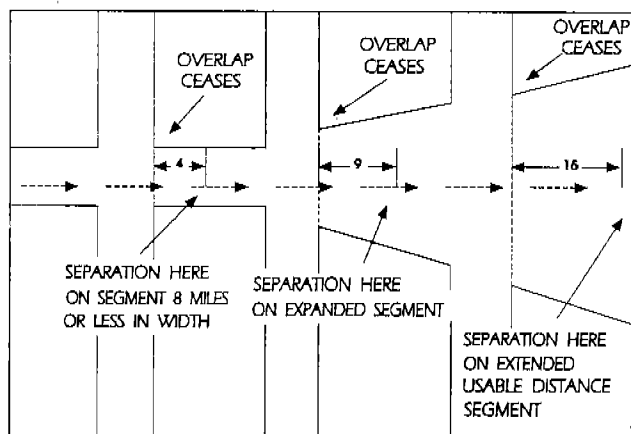 OVERLAP
CEASES
OVERLAP
CEASES
OVERLAP
CEASES
4
9
16
SEPARATION HERE
ON SEGMENT 8 MILES
OR LESS IN WIDTH
SEPARATION HERE
ON EXPANDED SEGMENT
SEPARATION HERE
ON EXTENDED
USABLE DISTANCE
SEGMENT